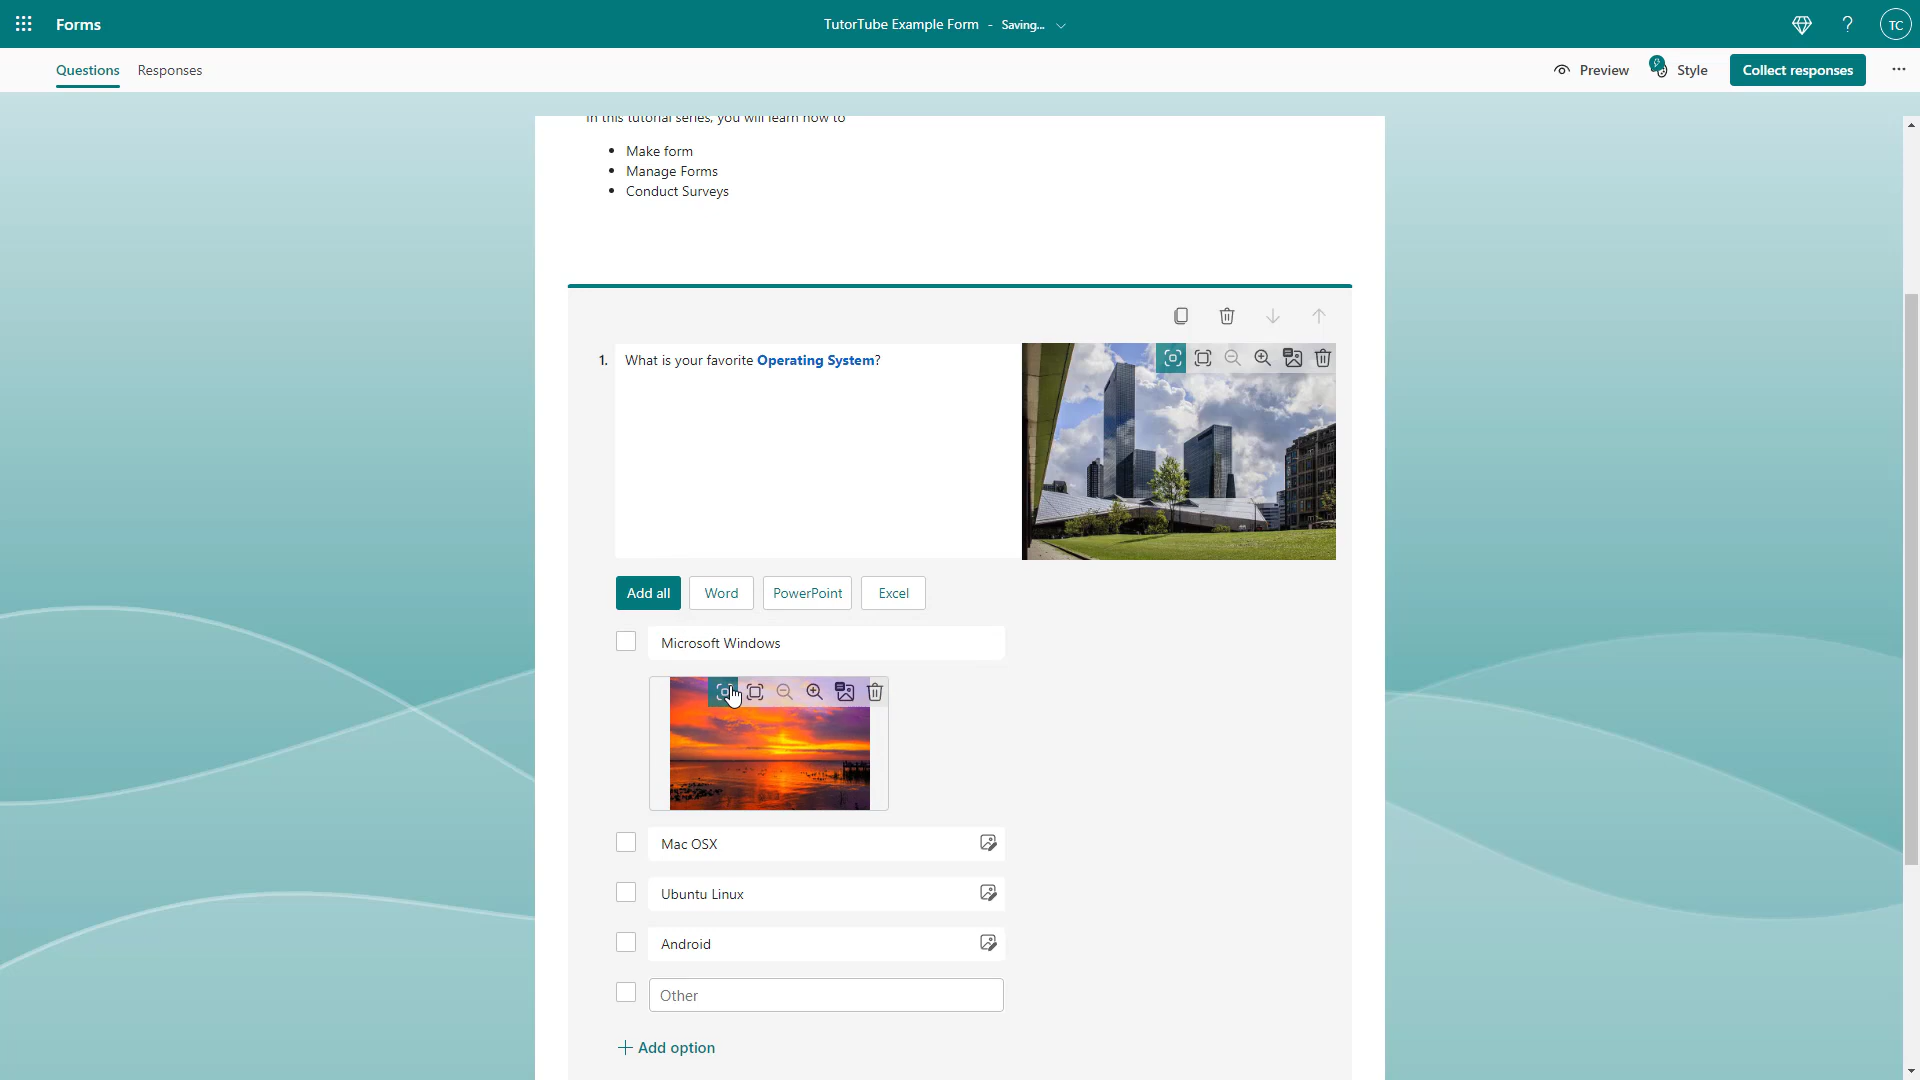 Forms
TutorTube Example Form - Saving...
?
TC
Questions
Responses
Preview
Style
Collect responses
In this tutorial series, you will learn how to
• Make form
• Manage Forms
• Conduct Surveys
1. What is your favorite Operating System?
Add all
Word
PowerPoint
Excel
Microsoft Windows
Mac OSX
Ubuntu Linux
Android
Other
+ Add option